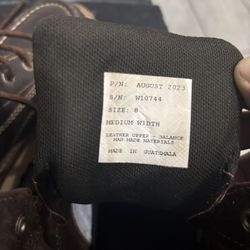 P/N: AUGUST 2023
S/N: W10744
SIZE: 8
MEDIUM WIDTH
LEATHER UPPER - BALANCE
MAN MADE MATERIALS
MADE IN GUATEMALA